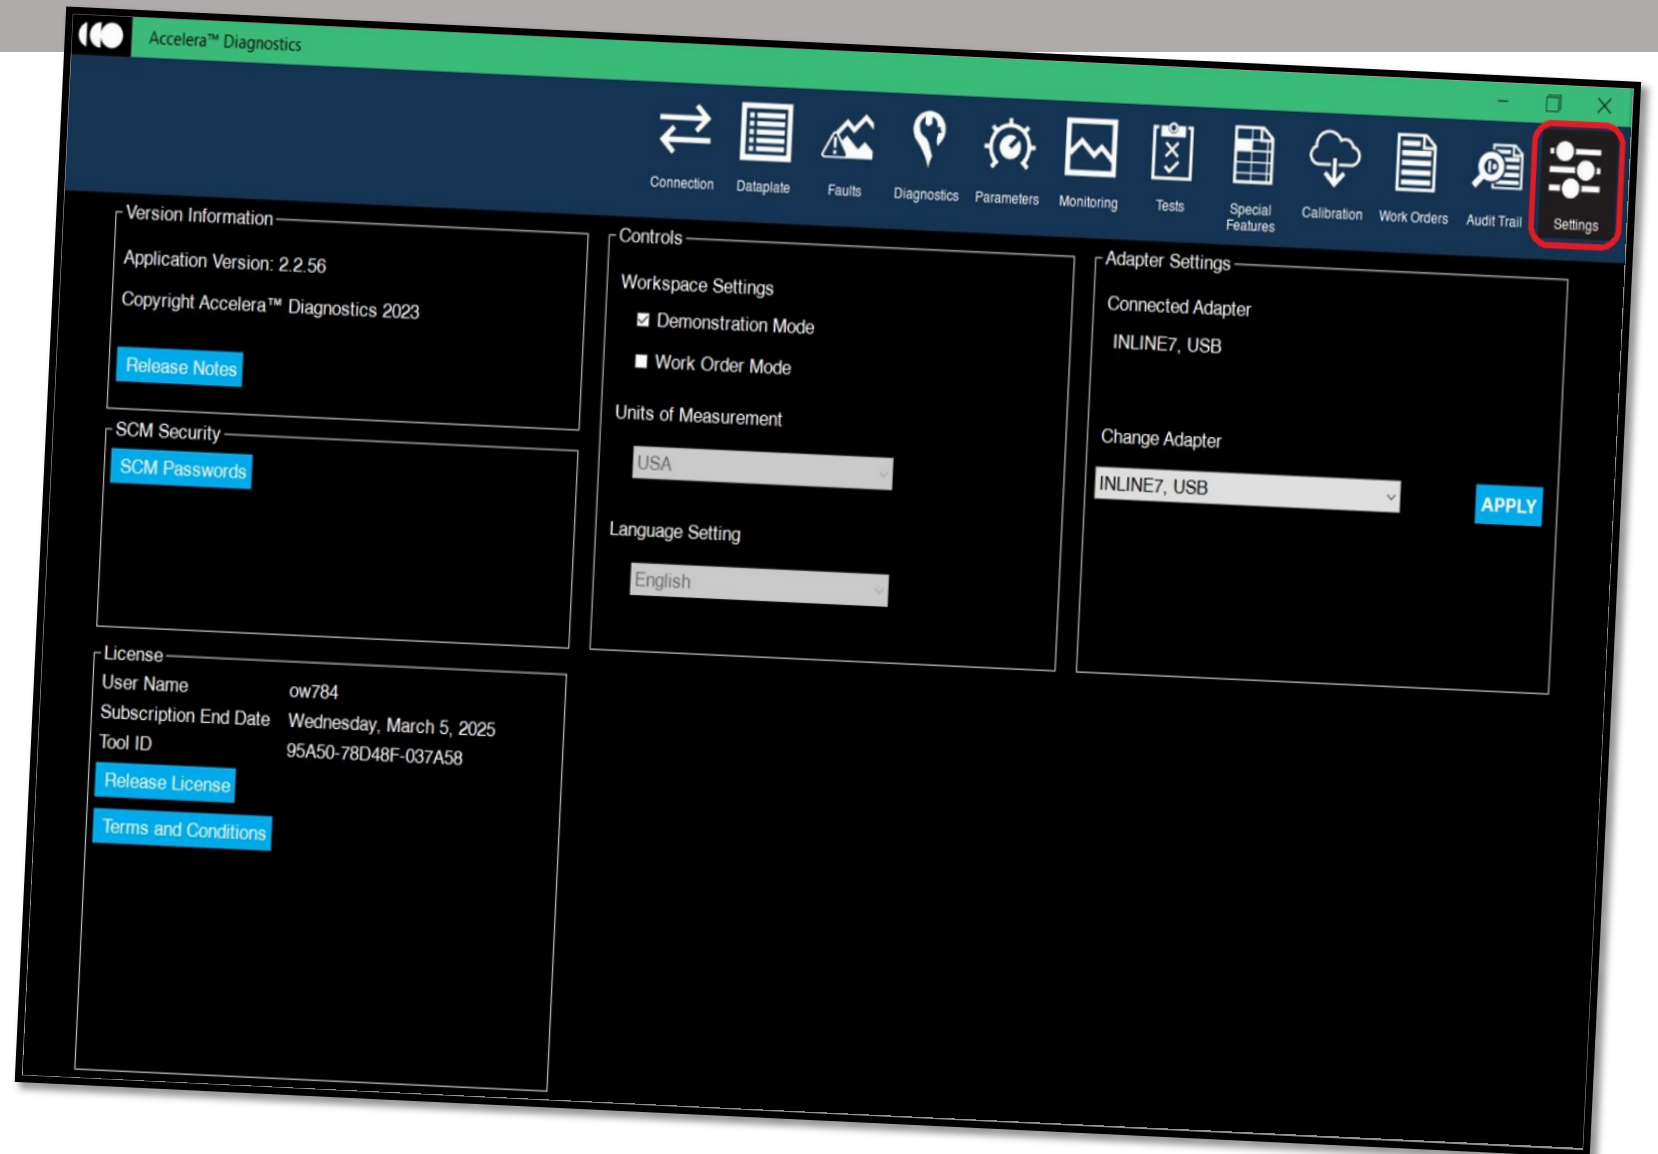 Accelera™ Diagnostics
Connection
Dataplate
Faults
Diagnostics
Parameters
Monitoring
Tests
Special
Features
Calibration
Work Orders
Audit Trail
Settings
Version Information
Application Version: 2.2.56
Copyright Accelera™ Diagnostics 2023
Release Notes
SCM Security
SCM Passwords
License
User Name ow784
Subscription End Date Wednesday, March 5, 2025
Tool ID 95A50-78D48F-037A58
Release License
Terms and Conditions
Controls
Workspace Settings
Demonstration Mode
Work Order Mode
Units of Measurement
USA
Language Setting
English
Adapter Settings
Connected Adapter
INLINE7, USB
Change Adapter
INLINE7, USB
APPLY